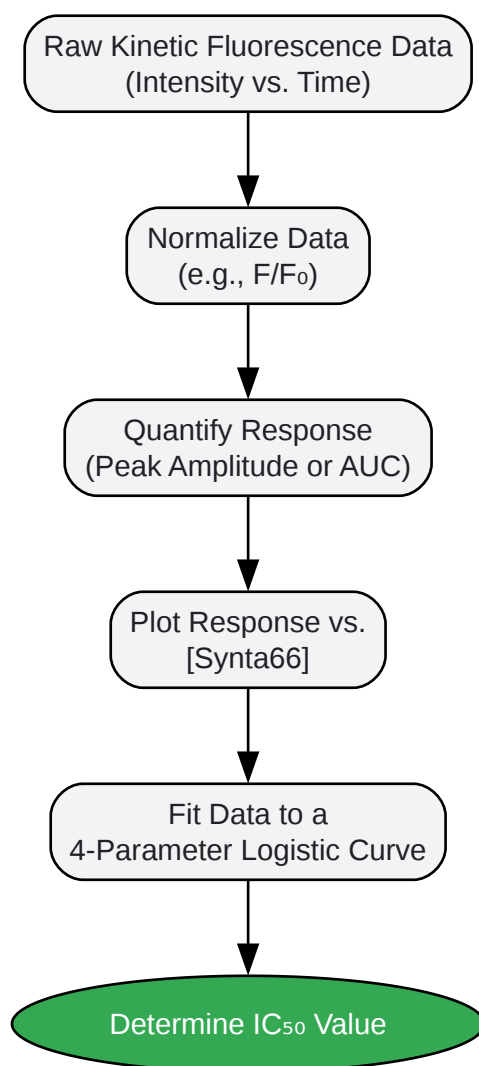 Raw Kinetic Fluorescence Data
(Intensity vs. Time)
Normalize Data
(e.g., F/F₀)
Quantify Response
(Peak Amplitude or AUC)
Plot Response vs.
[Synta66]
Fit Data to a
4-Parameter Logistic Curve
Determine IC₅₀ Value